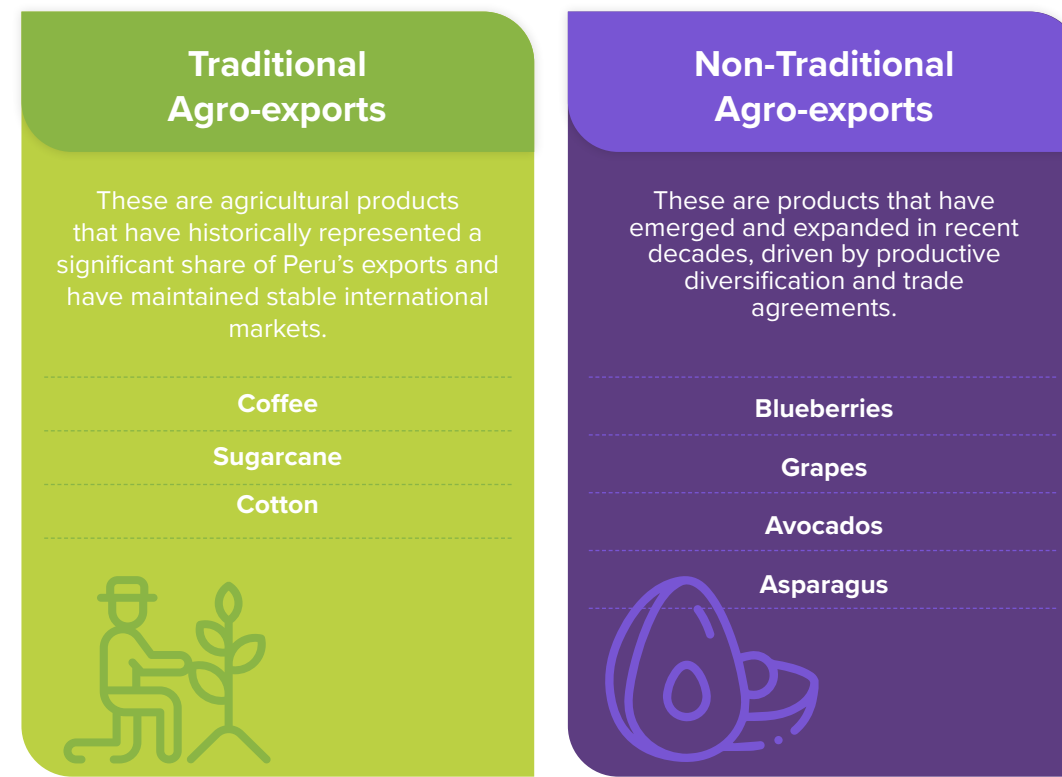 Traditional
Agro-exports
These are agricultural products
that have historically represented a
significant share of Peru's exports and
have maintained stable international
markets.
Coffee
Sugarcane
Cotton
Non-Traditional
Agro-exports
These are products that have
emerged and expanded in recent
decades, driven by productive
diversification and trade
agreements.
Blueberries
Grapes
Avocados
Asparagus